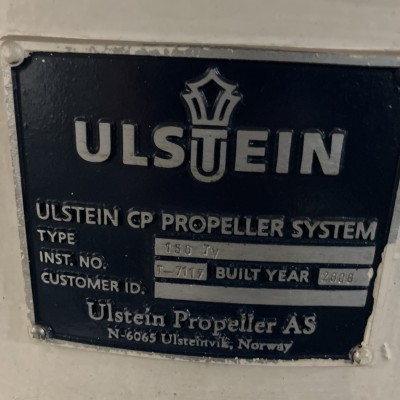 ULSTEIN
ULSTEIN CP PROPELLER SYSTEM
TYPE
INST. NO. BUILT YEAR
CUSTOMER ID.
Ulstein Propeller AS
N-6065 Ulsteinvik, Norway